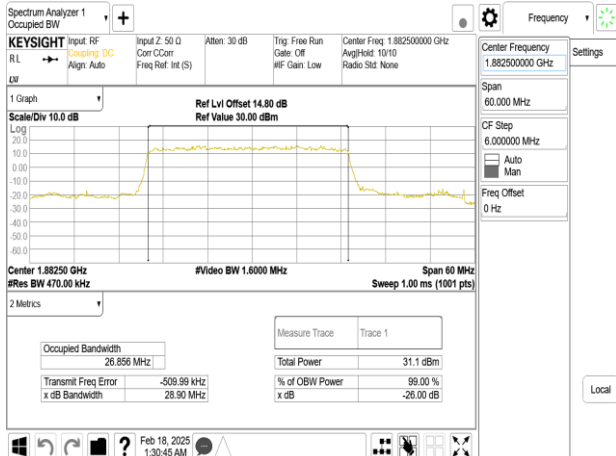 Spectrum Analyzer 1
Occupied BW
Frequency
KEYSIGHT
Input: RF
Input Z: 50 Ω
Atten: 30 dB
Trig: Free Run
Center Freq: 1.882500000 GHz
RL
Coupling: DC
Corr CCorr
Gate: Off
Avg|Hold: 10/10
Align: Auto
Freq Ref: Int (S)
#IF Gain: Low
Radio Std: None
LXI
Center Frequency
1.882500000 GHz
Settings
Span
60.000 MHz
CF Step
6.000000 MHz
Auto
Man
Freq Offset
0 Hz
Local
1 Graph
Ref Lvl Offset 14.80 dB
Scale/Div 10.0 dB
Ref Value 30.00 dBm
Log
20.0
10.0
0.00
-10.0
-20.0
-30.0
-40.0
-50.0
-60.0
Center 1.88250 GHz
#Video BW 1.6000 MHz
Span 60 MHz
#Res BW 470.00 kHz
Sweep 1.00 ms (1001 pts)
2 Metrics
Measure Trace
Trace 1
Occupied Bandwidth
26.856 MHz
Total Power
31.1 dBm
Transmit Freq Error
-509.99 kHz
% of OBW Power
99.00 %
x dB Bandwidth
28.90 MHz
x dB
-26.00 dB
Feb 18, 2025
1:30:45 AM